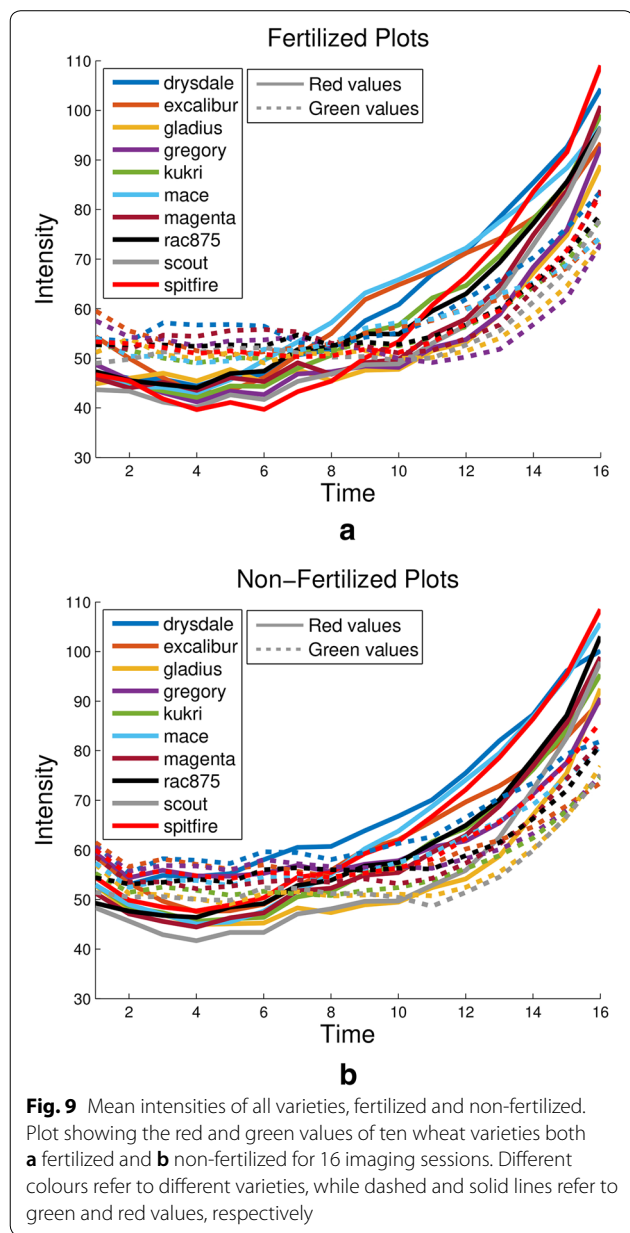 Fertilized Plots
110
100
90
80
70
60
50
40
30
Intensity
drysdale
excalibur
gladius
gregory
kukri
mace
magenta
rac875
scout
spitfire
Red values
Green values
2 4 6 8 10 12 14 16
Time
a
Non-Fertilized Plots
110
100
90
80
70
60
50
40
30
Intensity
drysdale
excalibur
gladius
gregory
kukri
mace
magenta
rac875
scout
spitfire
Red values
Green values
2 4 6 8 10 12 14 16
Time
b
Fig. 9 Mean intensities of all varieties, fertilized and non-fertilized.
Plot showing the red and green values of ten wheat varieties both
a fertilized and b non-fertilized for 16 imaging sessions. Different
colours refer to different varieties, while dashed and solid lines refer to
green and red values, respectively